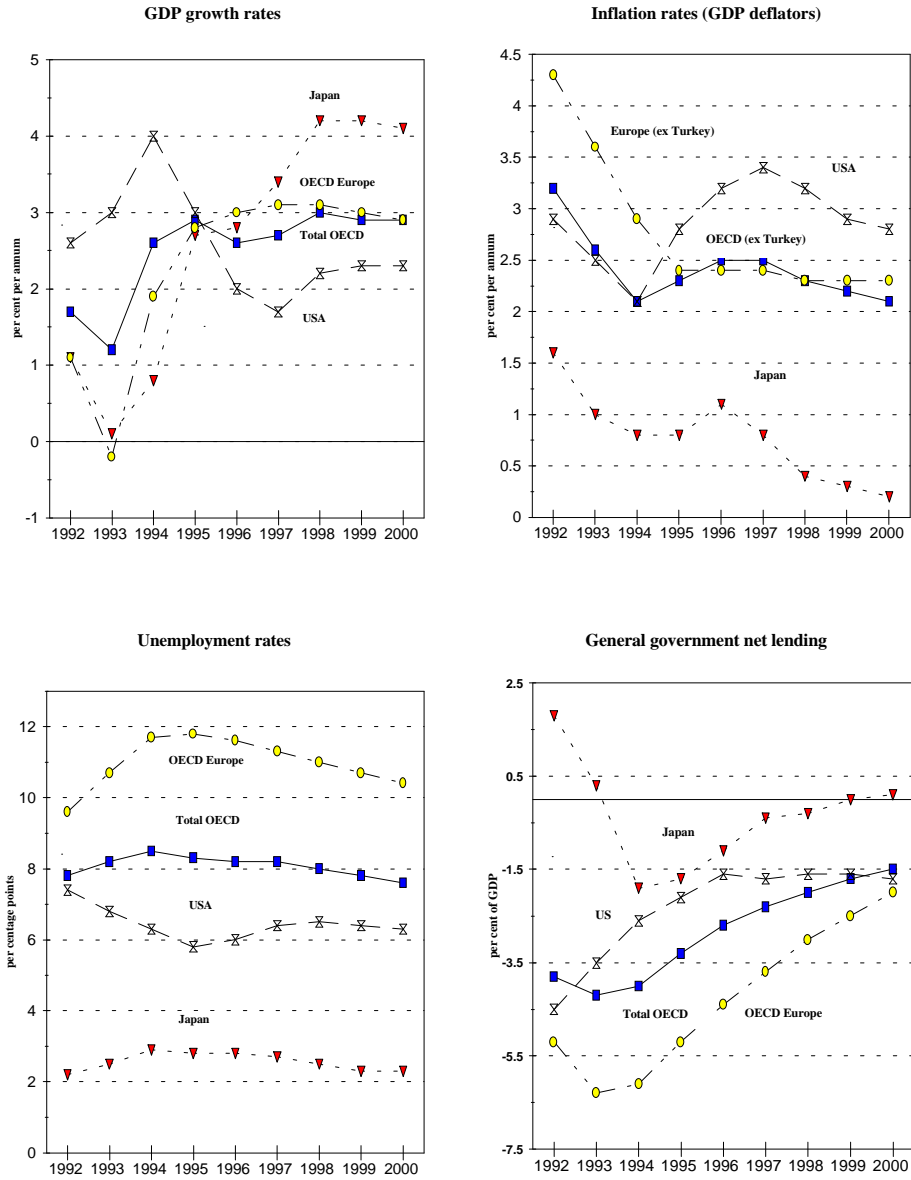 GDP growth rates
5
4
3
2
1
0
-1
per cent per annum
Japan
OECD Europe
Total OECD
USA
1992 1993 1994 1995 1996 1997 1998 1999 2000
Inflation rates (GDP deflators)
4.5
4
3.5
3
2.5
2
1.5
1
0.5
0
per cent per annum
Europe (ex Turkey)
USA
OECD (ex Turkey)
Japan
1992 1993 1994 1995 1996 1997 1998 1999 2000
Unemployment rates
12
10
8
6
4
2
0
per centage points
OECD Europe
Total OECD
USA
Japan
1992 1993 1994 1995 1996 1997 1998 1999 2000
General government net lending
2.5
0.5
-1.5
-3.5
-5.5
-7.5
per cent of GDP
Japan
US
Total OECD
OECD Europe
1992 1993 1994 1995 1996 1997 1998 1999 2000